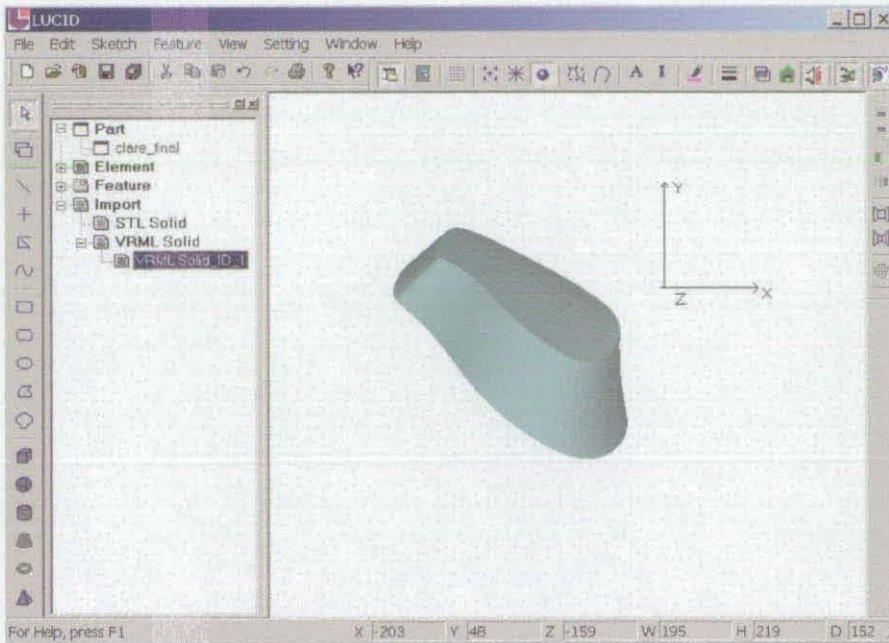 LUCID
File Edit Sketch Feature View Setting Window Help
A I
Part
clare_final
Element
Feature
Import
STL Solid
VRML Solid
VRML Solid_ID_1
Y
Z X
For Help, press F1 X -203 Y 48 Z -159 W 195 H 219 D 152